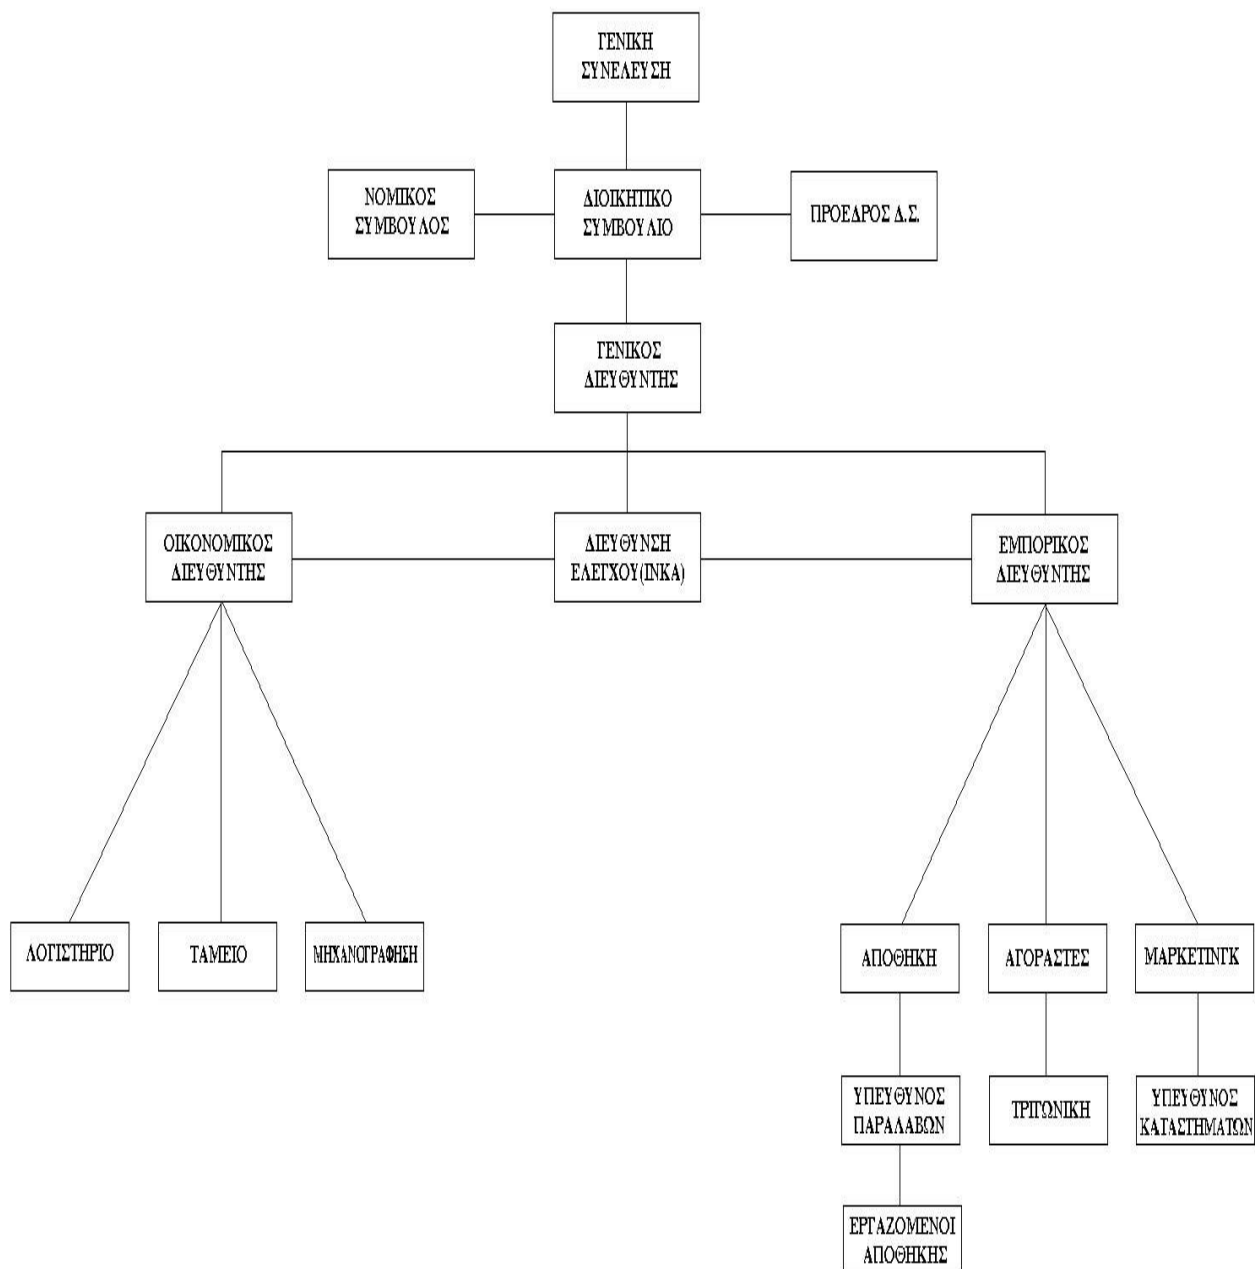 ΓΕΝΙΚΗ
ΣΥΝΕΛΕΥΣΗ
ΝΟΜΙΚΟΣ
ΣΥΜΒΟΥΛΟΣ
ΔΙΟΙΚΗΤΙΚΟ
ΣΥΜΒΟΥΛΙΟ
ΠΡΟΕΔΡΟΣ Δ.Σ.
ΓΕΝΙΚΟΣ
ΔΙΕΥΘΥΝΤΗΣ
ΟΙΚΟΝΟΜΙΚΟΣ
ΔΙΕΥΘΥΝΤΗΣ
ΔΙΕΥΘΥΝΣΗ
ΕΛΕΓΧΟΥ(ΙΝΚΑ)
ΕΜΠΟΡΙΚΟΣ
ΔΙΕΥΘΥΝΤΗΣ
ΛΟΓΙΣΤΗΡΙΟ
ΤΑΜΕΙΟ
ΜΗΧΑΝΟΓΡΑΦΗΣΗ
ΑΠΟΘΗΚΗ
ΑΓΟΡΑΣΤΕΣ
ΜΑΡΚΕΤΙΝΓΚ
ΥΠΕΥΘΥΝΟΣ
ΠΑΡΑΛΑΒΩΝ
ΤΡΙΓΩΝΙΚΗ
ΥΠΕΥΘΥΝΟΣ
ΚΑΤΑΣΤΗΜΑΤΩΝ
ΕΡΓΑΖΟΜΕΝΟΙ
ΑΠΟΘΗΚΗΣ